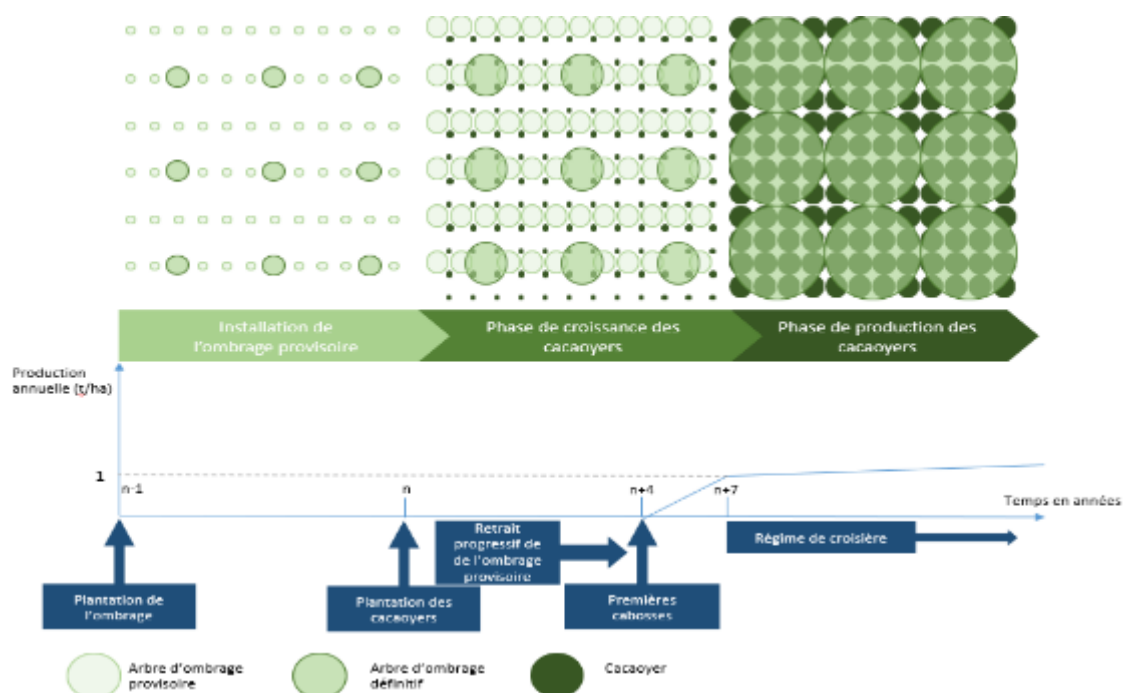 Installation de
l'ombrage provisoire
Phase de croissance des
cacaoyers
Phase de production des
cacaoyers
Production
annuelle (t/ha)
1
n-1
n
n+4
n+7
Temps en années
Plantation de
l'ombrage
Plantation des
cacaoyers
Retrait
progressif de
de l'ombrage
provisoire
Premières
cabosses
Régime de croisière
Arbre d'ombrage
provisoire
Arbre d'ombrage
définitif
Cacaoyer